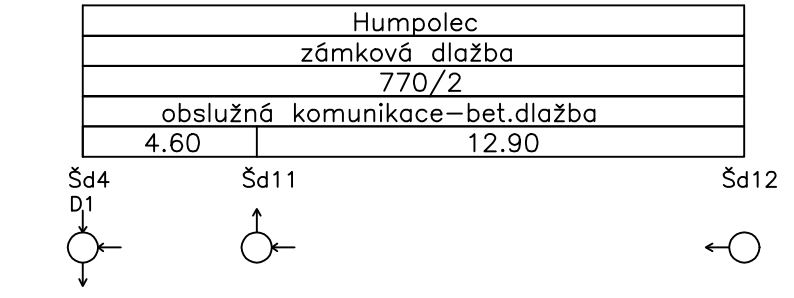 Humpolec
zámková dlažba
770/2
obslužná komunikace-bet.dlažba
4.60 12.90
Šd4 Šd11 Šd12
D1